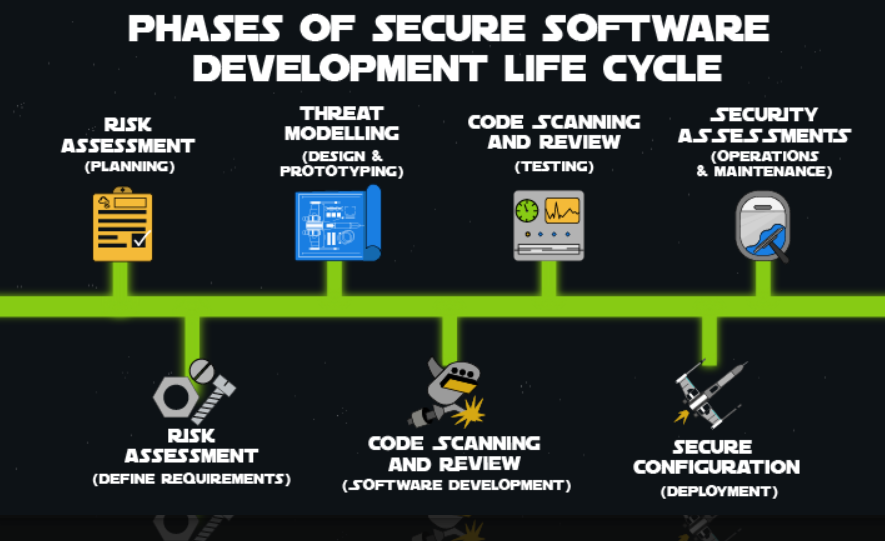 PHASES OF SECURE SOFTWARE
DEVELOPMENT LIFE CYCLE
RISK
ASSESSMENT
(PLANNING)
THREAT
MODELLING
(DESIGN &
PROTOTYPING)
CODE SCANNING
AND REVIEW
(TESTING)
SECURITY
ASSESSMENTS
(OPERATIONS
& MAINTENANCE)
RISK
ASSESSMENT
(DEFINE REQUIREMENTS)
CODE SCANNING
AND REVIEW
(SOFTWARE DEVELOPMENT)
SECURE
CONFIGURATION
(DEPLOYMENT)